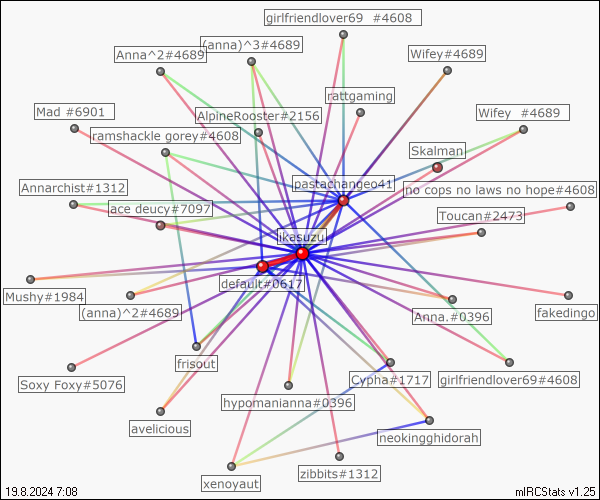 girlfriendlover69 #4608
(anna)^3#4689
Anna^2#4689
Wifey#4689
rattgaming
Mad #6901
AlpineRooster#2156
Wifey #4689
ramshackle gorey#4608
Skalman
pastachangeo41
Annarchist#1312
no cops no laws no hope#4608
ace deucy#7097
Toucan#2473
ikasuzu
default#0617
Mushy#1984
(anna)^2#4689
Anna.#0396
fakedingo
frisout
Cypha#1717
girlfriendlover69#4608
Soxy Foxy#5076
hypomanianna#0396
avelicious
neokingghidorah
xenoyaut
zibbits#1312
19.8.2024 7:08
mIRCStats v1.25